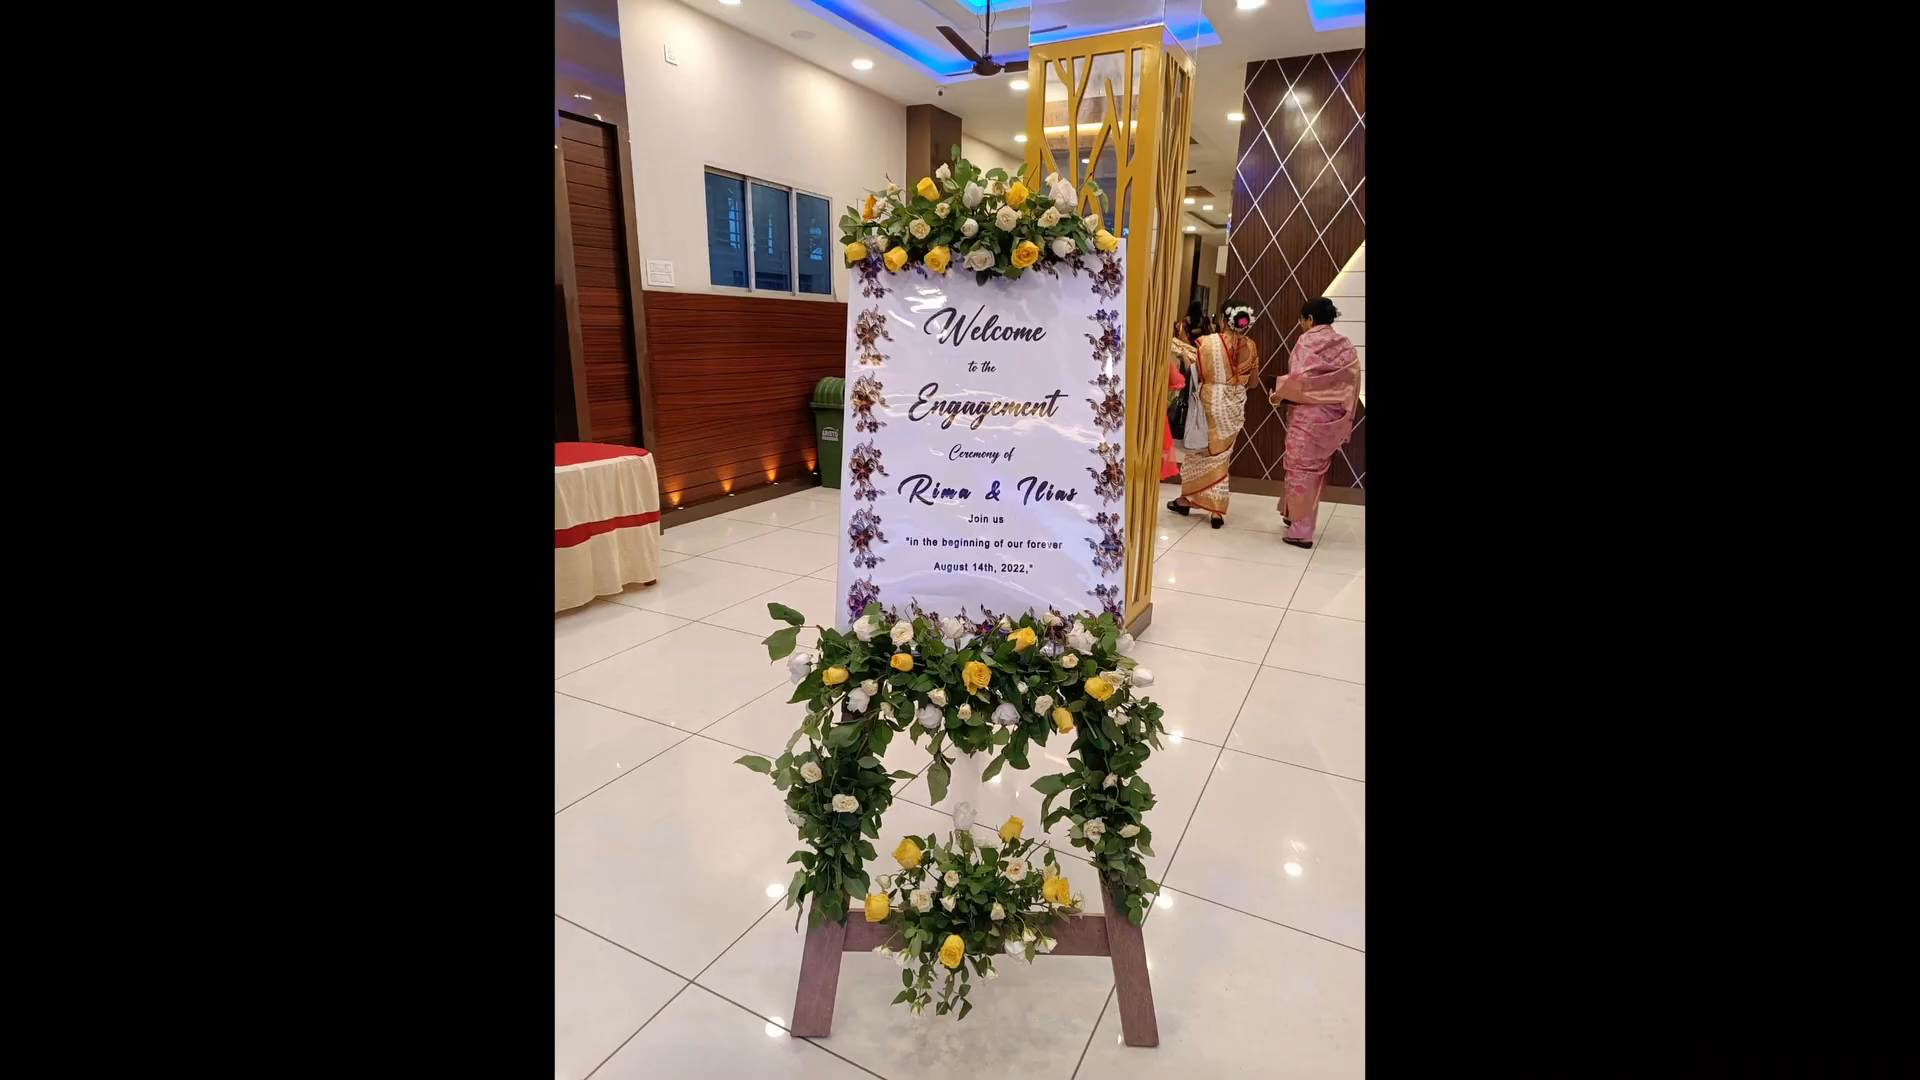 Welcome
to the
Engagement
Ceremony of
Rima & Ilias
Join us
"in the beginning of our forever
August 14th, 2022,"